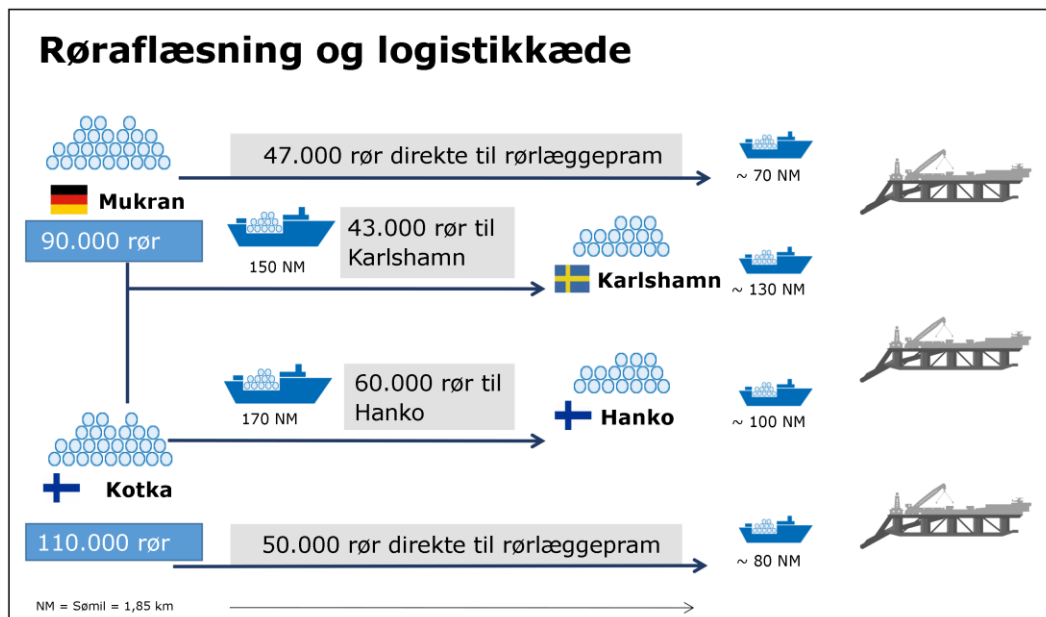 Røraflæsning og logistikkæde
47.000 rør direkte til rørlæggepram
~ 70 NM
Mukran
90.000 rør
150 NM
43.000 rør til
Karlshamn
Karlshamn
~ 130 NM
170 NM
60.000 rør til
Hanko
Hanko
~ 100 NM
Kotka
110.000 rør
50.000 rør direkte til rørlæggepram
~ 80 NM
NM = Sømil = 1,85 km